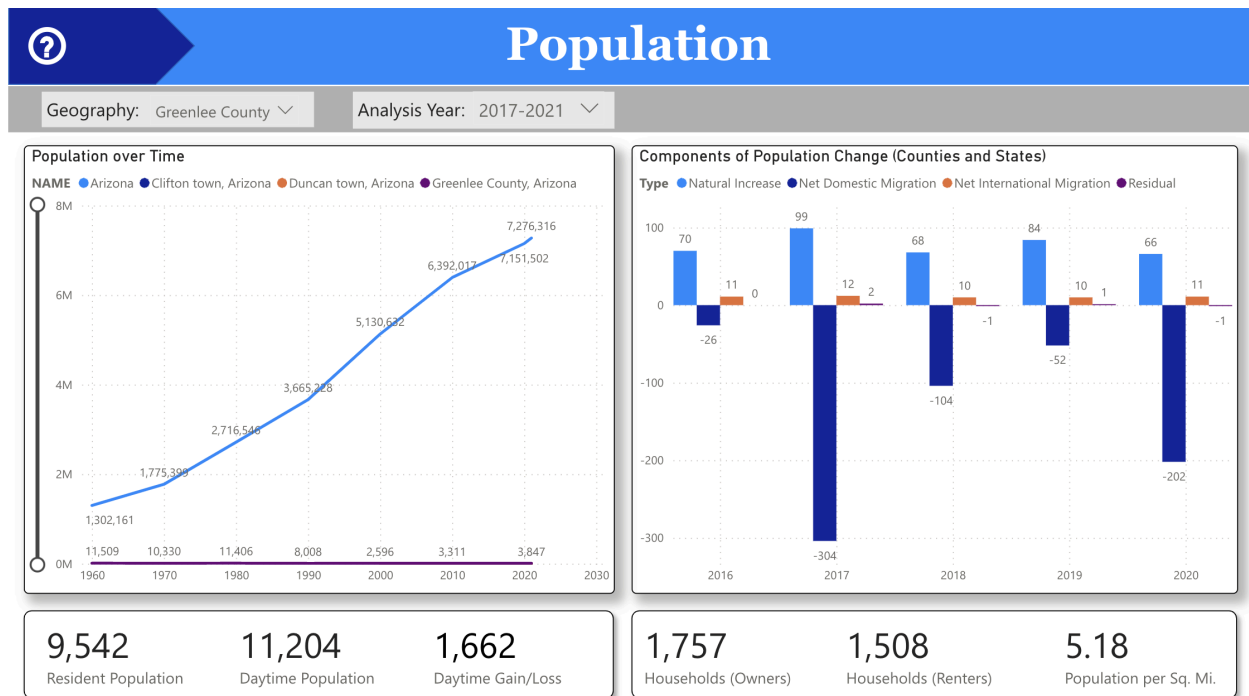 ?
Population
Geography: Greenlee County
Analysis Year: 2017-2021
Population over Time
NAME Arizona Clifton town, Arizona Duncan town, Arizona Greenlee County, Arizona
8M
6M
4M
2M
0M
1,302,161
1,775,399
2,716,546
3,665,228
5,130,632
6,392,017
7,151,502
7,276,316
11,509 10,330 11,406 8,008 2,596 3,311 3,847
1960 1970 1980 1990 2000 2010 2020 2030
Components of Population Change (Counties and States)
Type Natural Increase Net Domestic Migration Net International Migration Residual
100
0
-100
-200
-300
70 -26 11 0
99 -304 12 2
68 -104 10 -1
84 -52 10 1
66 -202 11 -1
2016 2017 2018 2019 2020
9,542 11,204 1,662
Resident Population Daytime Population Daytime Gain/Loss
1,757 1,508 5.18
Households (Owners) Households (Renters) Population per Sq. Mi.